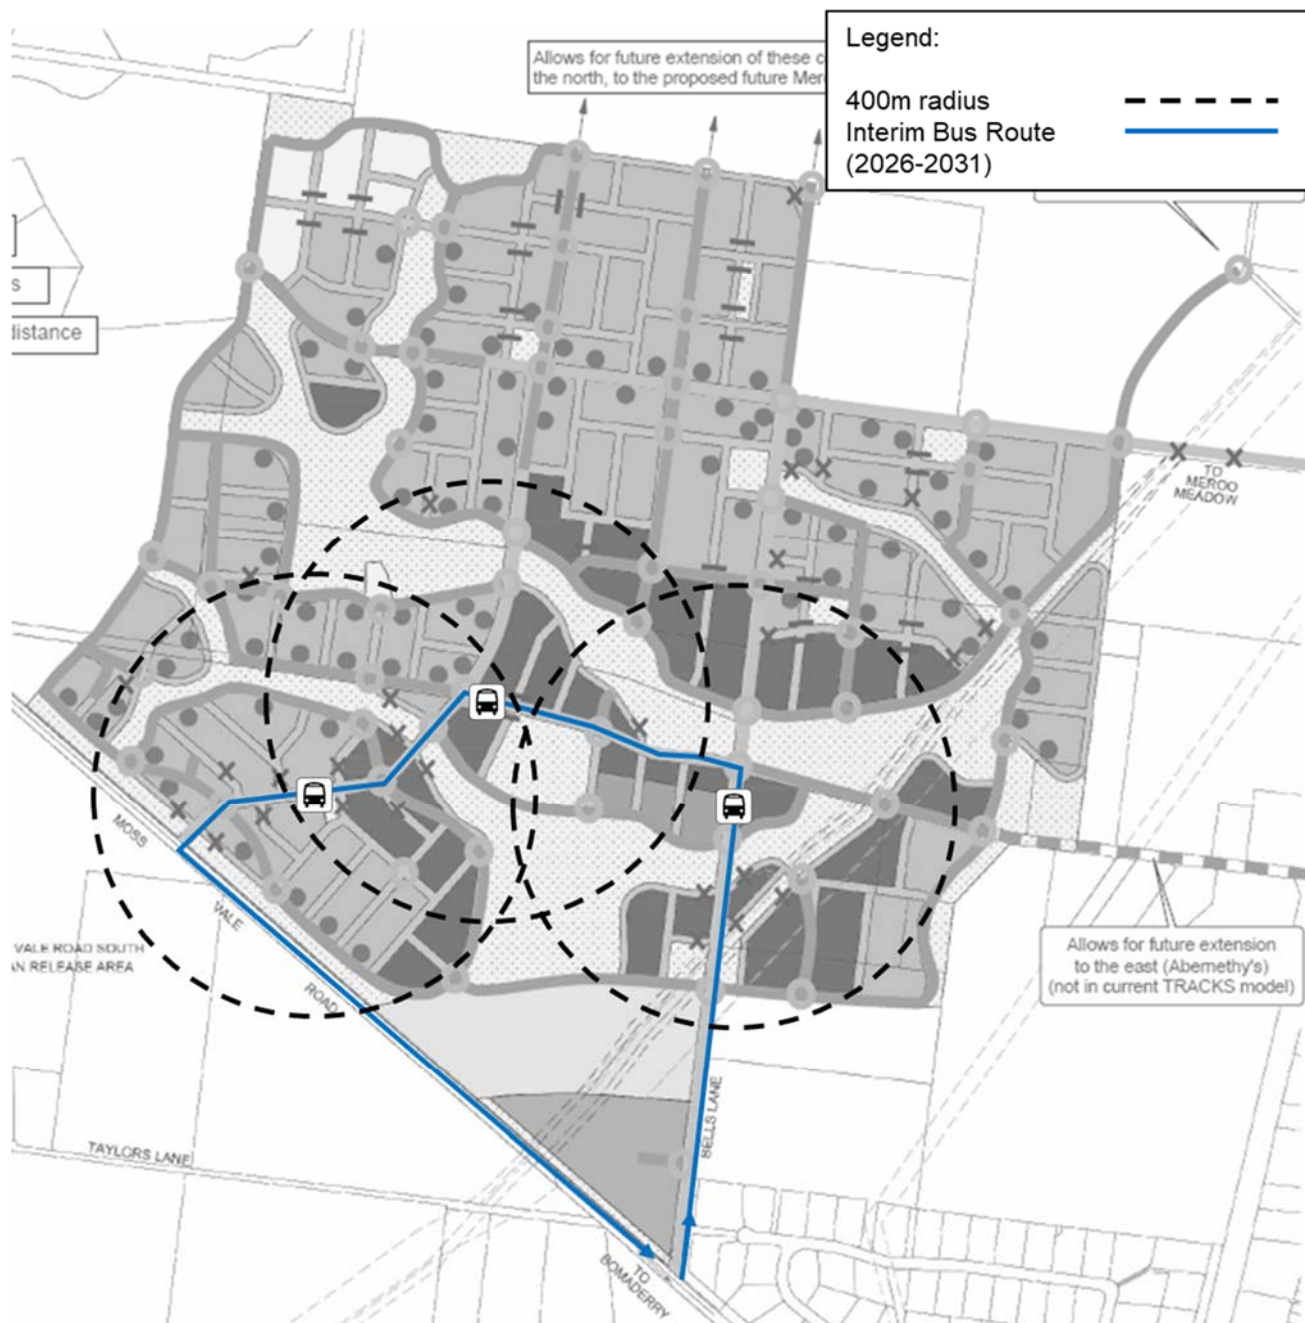 Allows for future extension of these c
the north, to the proposed future Mer
Legend:
400m radius
Interim Bus Route
(2026-2031)
s
distance
TO
MEROO
MEADOW
MOSS
VALE
ROAD
VALE ROAD SOUTH
AN RELEASE AREA
Allows for future extension
to the east (Abernethy's)
(not in current TRACKS model)
BELLS LANE
TAYLORS LANE
TO
BOMADERRY